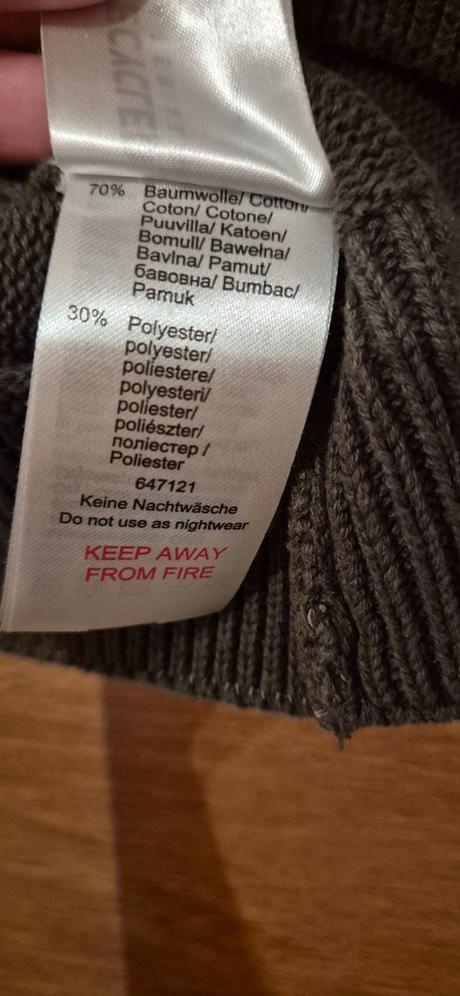 70% Baumwolle/ Cotton/
Coton/ Cotone/
Puuvilla/ Katoen/
Bomull/ Bawełna/
Bavlna/ Pamut/
бавовна/ Bumbac/
Pamuk
30% Polyester/
polyester/
poliestere/
polyesteri/
poliester/
poliészter/
поліестер /
Poliester
647121
Keine Nachtwäsche
Do not use as nightwear
KEEP AWAY
FROM FIRE